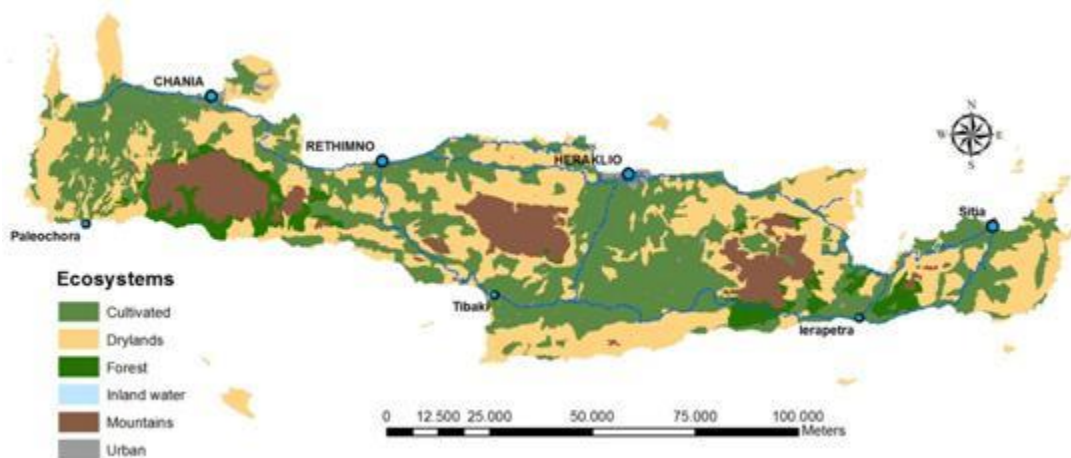 CHANIA
RETHIMNO
HERAKLIO
N
W E
S
Sitia
Paleochora
Tibaki
Ierapetra
Ecosystems
Cultivated
Drylands
Forest
Inland water
Mountains
Urban
0 12.500 25.000 50.000 75.000 100.000
Meters